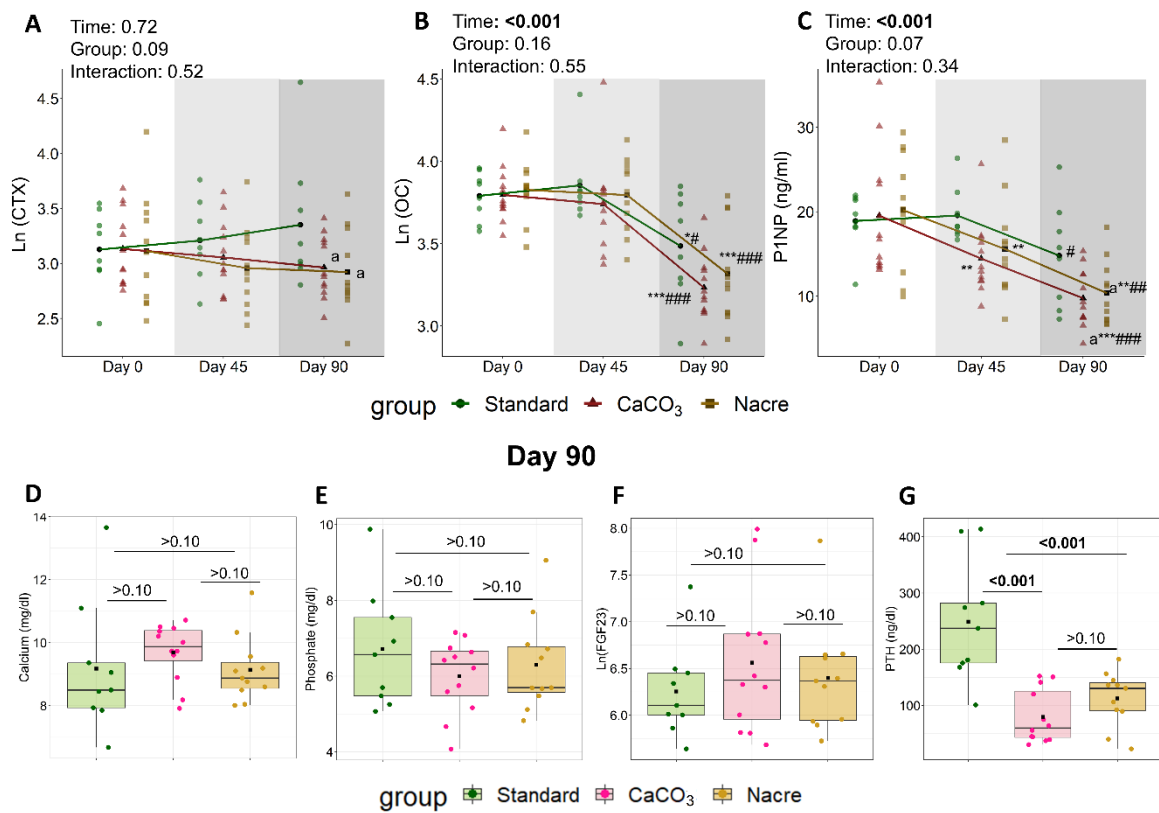 A
Time: 0.72
Group: 0.09
Interaction: 0.52
Ln (CTX)
4.5
4.0
3.5
3.0
2.5
a
a
Day 0 Day 45 Day 90
B
Time: <0.001
Group: 0.16
Interaction: 0.55
Ln (OC)
4.5
4.0
3.5
3.0
*#
***###
***###
Day 0 Day 45 Day 90
C
Time: <0.001
Group: 0.07
Interaction: 0.34
P1NP (ng/ml)
30
20
10
**
**
#
a**##
a***###
Day 0 Day 45 Day 90
group Standard CaCO₃ Nacre
Day 90
D
Calcium (mg/dl)
14
12
10
8
>0.10
>0.10
>0.10
E
Phosphate (mg/dl)
10
8
6
4
>0.10
>0.10
>0.10
F
Ln(FGF23)
8.0
7.5
7.0
6.5
6.0
>0.10
>0.10
>0.10
G
PTH (ng/dl)
400
300
200
100
<0.001
<0.001
>0.10
group Standard CaCO₃ Nacre